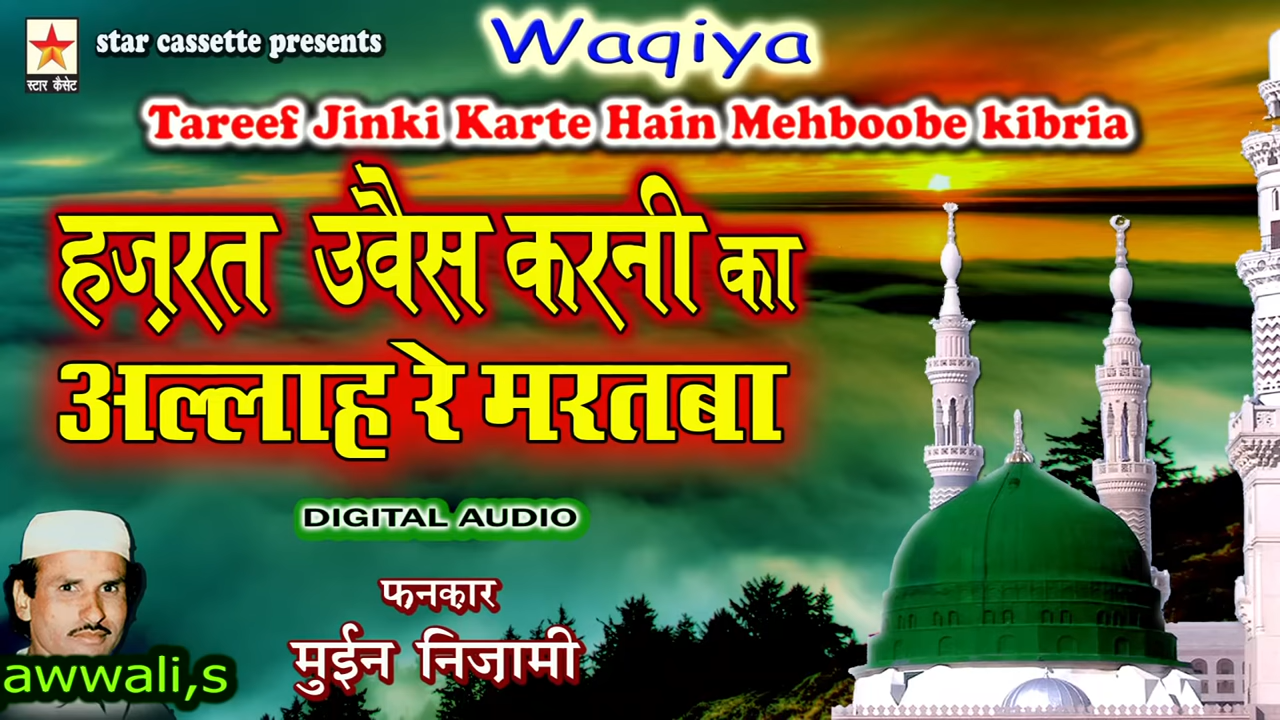 स्टार कैसेट
star cassette presents
Waqiya
Tareef Jinki Karte Hain Mehboobe kibria
हज़रत उवैस करनी का
अल्लाह रे मरतबा
DIGITAL AUDIO
फनकार
मुईन निज़ामी
awwali,s